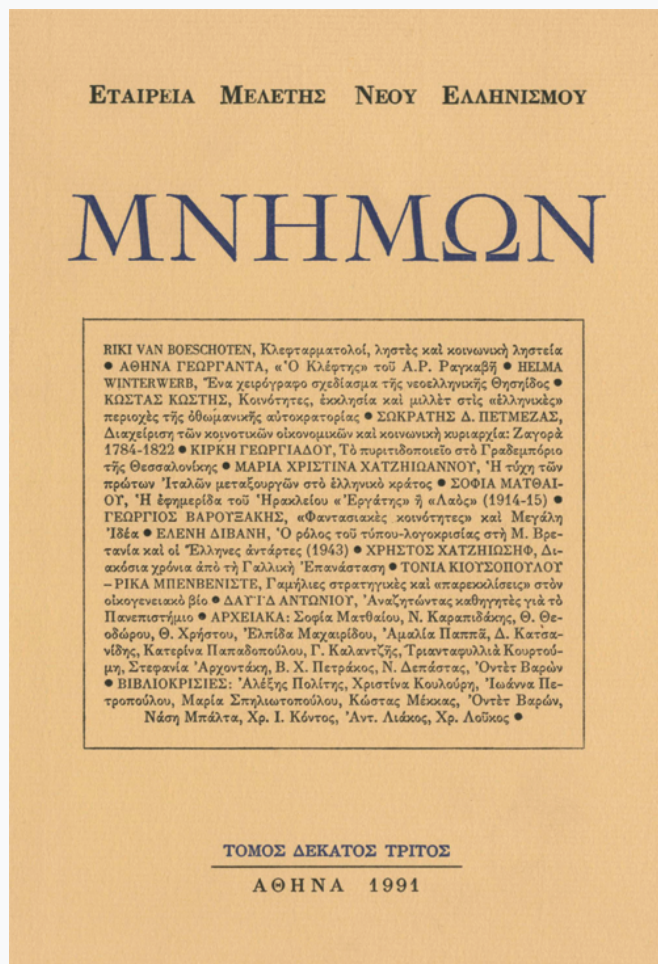 ΕΤΑΙΡΕΙΑ ΜΕΛΕΤΗΣ ΝΕΟΥ ΕΛΛΗΝΙΣΜΟΥ
ΜΝΗΜΩΝ
RIKI VAN BOESCHOTEN, Κλεφταρματολοί, ληστὲς καὶ κοινωνικὴ ληστεία
● ΑΘΗΝΑ ΓΕΩΡΓΑΝΤΑ, «Ὁ Κλέφτης» τοῦ Α.Ρ. Ραγκαβῆ ● HELMA
WINTERWERB, Ἕνα χειρόγραφο σχεδίασμα τῆς νεοελληνικῆς Θησηίδος ●
ΚΩΣΤΑΣ ΚΩΣΤΗΣ, Κοινότητες, ἐκκλησία καὶ μιλλὲτ στὶς «ἑλληνικὲς»
περιοχὲς τῆς ὀθωμανικῆς αὐτοκρατορίας ● ΣΩΚΡΑΤΗΣ Δ. ΠΕΤΜΕΖΑΣ,
Διαχείριση τῶν κοινοτικῶν οἰκονομικῶν καὶ κοινωνικὴ κυριαρχία: Ζαγορὰ
1784-1822 ● ΚΙΡΚΗ ΓΕΩΡΓΙΑΔΟΥ, Τὸ πυριτιδοποιεῖο στὸ Γραδεμπόριο
τῆς Θεσσαλονίκης ● ΜΑΡΙΑ ΧΡΙΣΤΙΝΑ ΧΑΤΖΗΙΩΑΝΝΟΥ, Ἡ τύχη τῶν
πρώτων Ἰταλῶν μεταξουργῶν στὸ ἑλληνικὸ κράτος ● ΣΟΦΙΑ ΜΑΤΘΑΙ-
ΟΥ, Ἡ ἐφημερίδα τοῦ Ἡρακλείου «Ἐργάτης» ἢ «Λαὸς» (1914-15) ●
ΓΕΩΡΓΙΟΣ ΒΑΡΟΥΞΑΚΗΣ, «Φαντασιακὲς κοινότητες» καὶ Μεγάλη
Ἰδέα ● ΕΛΕΝΗ ΔΙΒΑΝΗ, Ὁ ρόλος τοῦ τύπου-λογοκρισίας στὴ Μ. Βρε-
τανία καὶ οἱ Ἕλληνες ἀντάρτες (1943) ● ΧΡΗΣΤΟΣ ΧΑΤΖΗΙΩΣΗΦ, Δι-
ακόσια χρόνια ἀπὸ τὴ Γαλλικὴ Ἐπανάσταση ● ΤΟΝΙΑ ΚΙΟΥΣΟΠΟΥΛΟΥ
– ΡΙΚΑ ΜΠΕΝΒΕΝΙΣΤΕ, Γαμήλιες στρατηγικὲς καὶ «παρεκκλίσεις» στὸν
οἰκογενειακὸ βίο ● ΔΑΥΪΔ ΑΝΤΩΝΙΟΥ, Ἀναζητώντας καθηγητὲς γιὰ τὸ
Πανεπιστήμιο ● ΑΡΧΕΙΑΚΑ: Σοφία Ματθαίου, Ν. Καραπιδάκης, Θ. Θε-
οδώρου, Θ. Χρήστου, Ἐλπίδα Μαχαιρίδου, Ἀμαλία Παππᾶ, Δ. Κατσα-
νίδης, Κατερίνα Παπαδοπούλου, Γ. Καλαντζῆς, Τριανταφυλλιὰ Κουρτού-
μη, Στεφανία Ἀρχοντάκη, Β. Χ. Πετράκος, Ν. Δεπάστας, Ὀντὲτ Βαρὼν
● ΒΙΒΛΙΟΚΡΙΣΙΕΣ: Ἀλέξης Πολίτης, Χριστίνα Κουλούρη, Ἰωάννα Πε-
τροπούλου, Μαρία Σπηλιωτοπούλου, Κώστας Μέκκας, Ὀντὲτ Βαρών,
Νάση Μπάλτα, Χρ. Ι. Κόντος, Ἀντ. Λιάκος, Χρ. Λοῦκος ●
ΤΟΜΟΣ ΔΕΚΑΤΟΣ ΤΡΙΤΟΣ
ΑΘΗΝΑ 1991